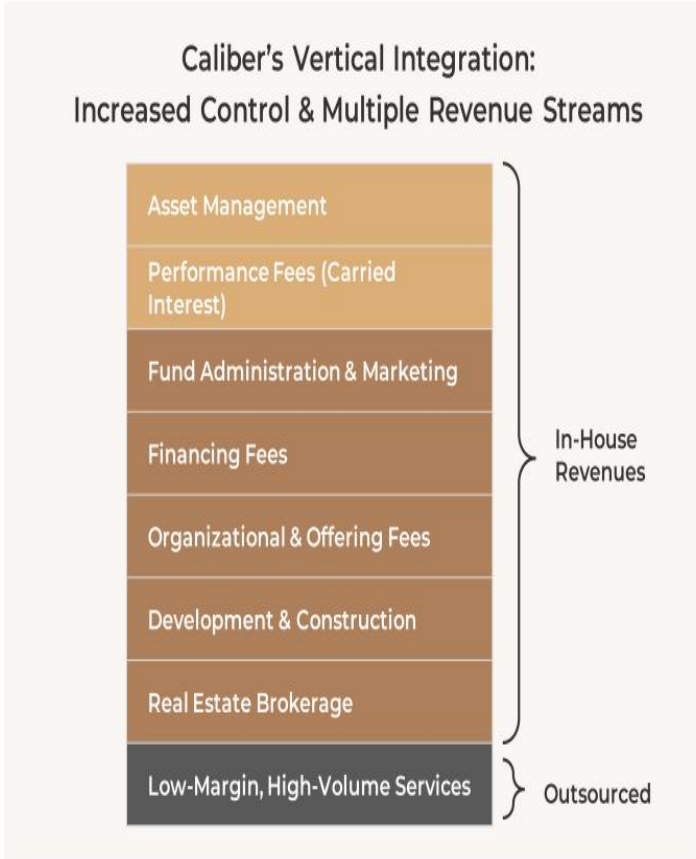 Caliber’s Vertical Integration:
Increased Control & Multiple Revenue Streams
Asset Management
Performance Fees (Carried
Interest)
Fund Administration & Marketing
Financing Fees
Organizational & Offering Fees
Development & Construction
Real Estate Brokerage
In-House
Revenues
Low-Margin, High-Volume Services
Outsourced